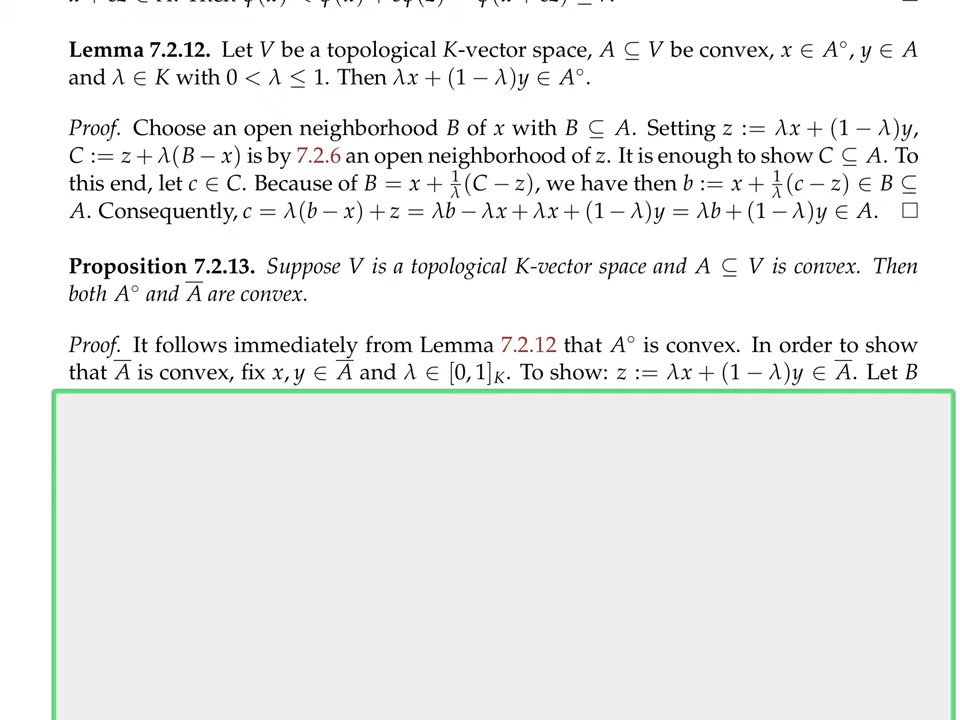 Lemma 7.2.12. Let V be a topological K-vector space, A ⊆ V be convex, x ∈ A°, y ∈ A
and λ ∈ K with 0 < λ ≤ 1. Then λx + (1 − λ)y ∈ A°.
Proof. Choose an open neighborhood B of x with B ⊆ A. Setting z := λx + (1 − λ)y,
C := z + λ(B − x) is by 7.2.6 an open neighborhood of z. It is enough to show C ⊆ A. To
this end, let c ∈ C. Because of B = x + 1/λ (C − z), we have then b := x + 1/λ (c − z) ∈ B ⊆
A. Consequently, c = λ(b − x) + z = λb − λx + λx + (1 − λ)y = λb + (1 − λ)y ∈ A. □
Proposition 7.2.13. Suppose V is a topological K-vector space and A ⊆ V is convex. Then
both A° and A̅ are convex.
Proof. It follows immediately from Lemma 7.2.12 that A° is convex. In order to show
that A̅ is convex, fix x, y ∈ A̅ and λ ∈ [0, 1]_K. To show: z := λx + (1 − λ)y ∈ A̅. Let B